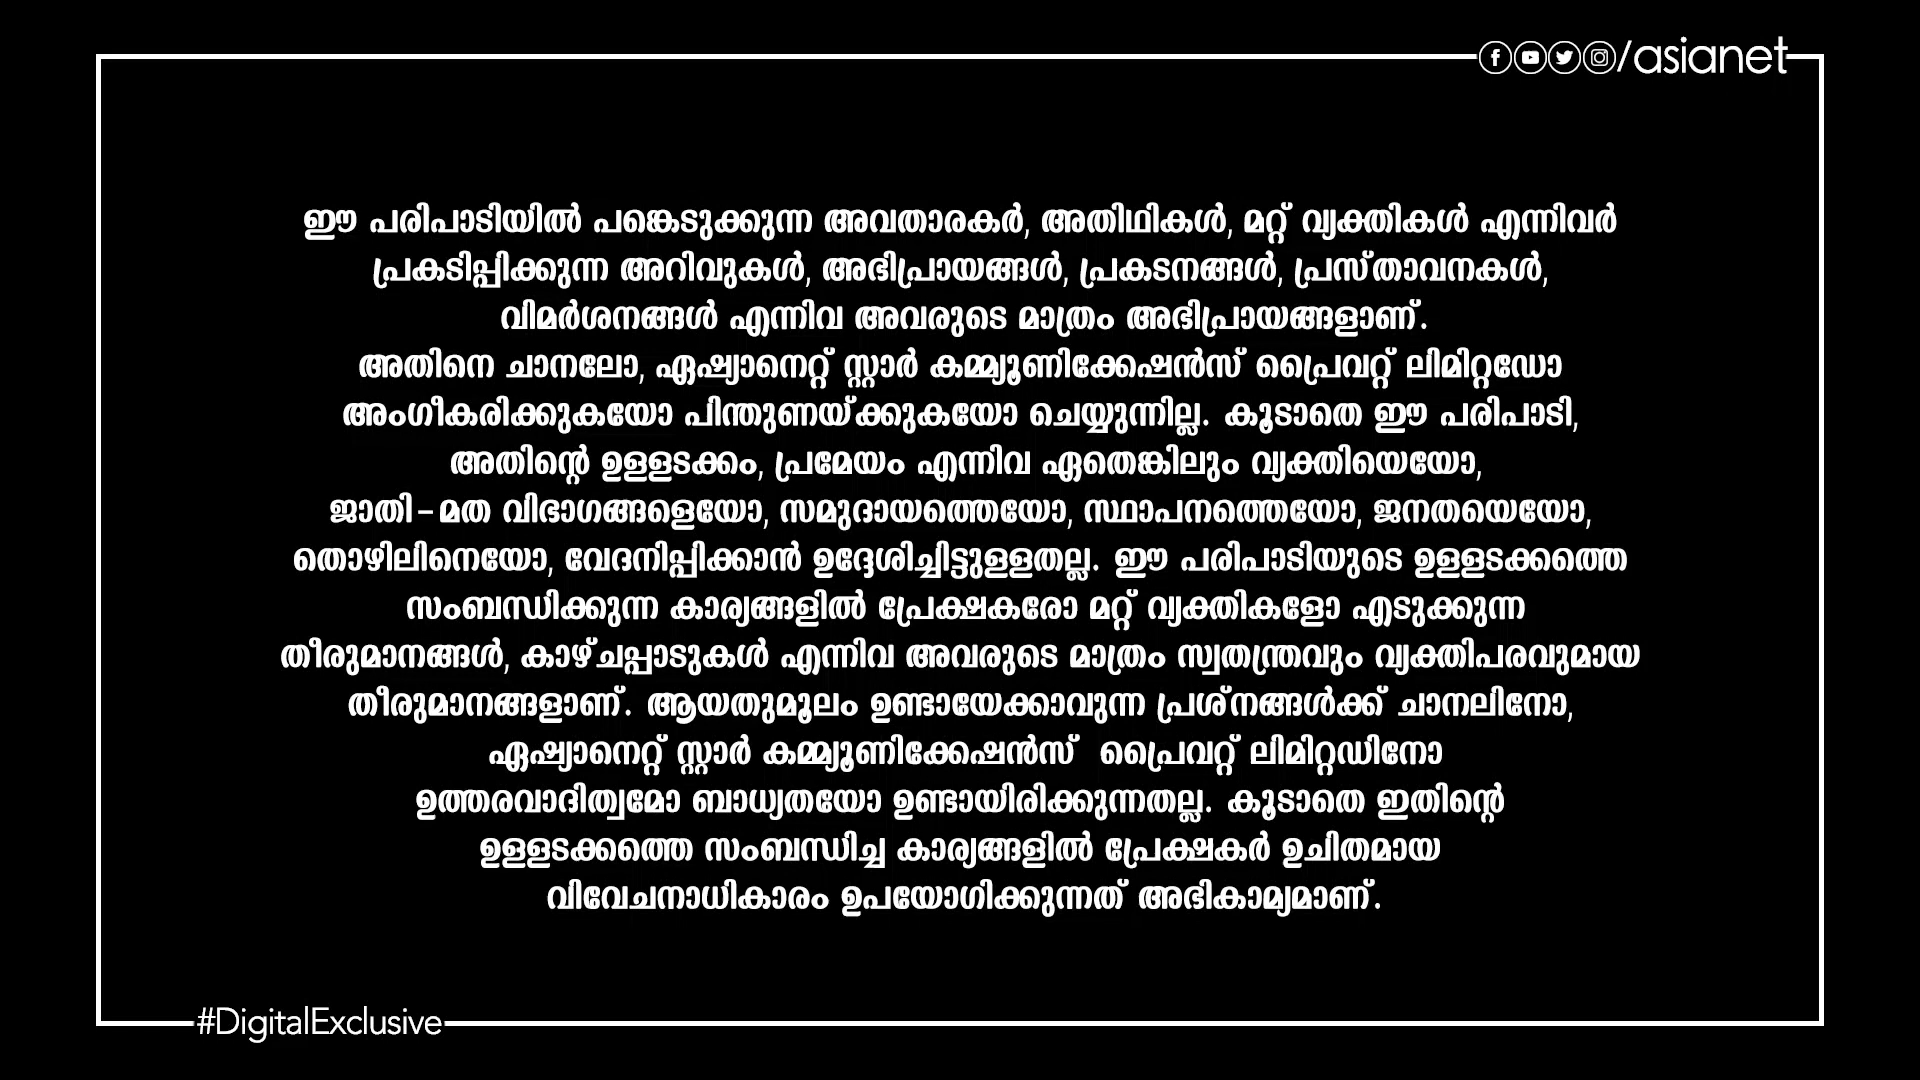 /asianet
ഈ പരിപാടിയിൽ പങ്കെടുക്കുന്ന അവതാരകർ, അതിഥികൾ, മറ്റ് വ്യക്തികൾ എന്നിവർ
പ്രകടിപ്പിക്കുന്ന അറിവുകൾ, അഭിപ്രായങ്ങൾ, പ്രകടനങ്ങൾ, പ്രസ്താവനകൾ,
വിമർശനങ്ങൾ എന്നിവ അവരുടെ മാത്രം അഭിപ്രായങ്ങളാണ്.
അതിനെ ചാനലോ, ഏഷ്യാനെറ്റ് സ്റ്റാർ കമ്മ്യൂണിക്കേഷൻസ് പ്രൈവറ്റ് ലിമിറ്റഡോ
അംഗീകരിക്കുകയോ പിന്തുണയ്ക്കുകയോ ചെയ്യുന്നില്ല. കൂടാതെ ഈ പരിപാടി,
അതിന്റെ ഉള്ളടക്കം, പ്രമേയം എന്നിവ ഏതെങ്കിലും വ്യക്തിയെയോ,
ജാതി-മത വിഭാഗങ്ങളെയോ, സമുദായത്തെയോ, സ്ഥാപനത്തെയോ, ജനതയെയോ,
തൊഴിലിനെയോ, വേദനിപ്പിക്കാൻ ഉദ്ദേശിച്ചിട്ടുള്ളതല്ല. ഈ പരിപാടിയുടെ ഉള്ളടക്കത്തെ
സംബന്ധിക്കുന്ന കാര്യങ്ങളിൽ പ്രേക്ഷകരോ മറ്റ് വ്യക്തികളോ എടുക്കുന്ന
തീരുമാനങ്ങൾ, കാഴ്ചപ്പാടുകൾ എന്നിവ അവരുടെ മാത്രം സ്വതന്ത്രവും വ്യക്തിപരവുമായ
തീരുമാനങ്ങളാണ്. ആയതുമൂലം ഉണ്ടായേക്കാവുന്ന പ്രശ്നങ്ങൾക്ക് ചാനലിനോ,
ഏഷ്യാനെറ്റ് സ്റ്റാർ കമ്മ്യൂണിക്കേഷൻസ് പ്രൈവറ്റ് ലിമിറ്റഡിനോ
ഉത്തരവാദിത്വമോ ബാധ്യതയോ ഉണ്ടായിരിക്കുന്നതല്ല. കൂടാതെ ഇതിന്റെ
ഉള്ളടക്കത്തെ സംബന്ധിച്ച കാര്യങ്ങളിൽ പ്രേക്ഷകർ ഉചിതമായ
വിവേചനാധികാരം ഉപയോഗിക്കുന്നത് അഭികാമ്യമാണ്.
#DigitalExclusive